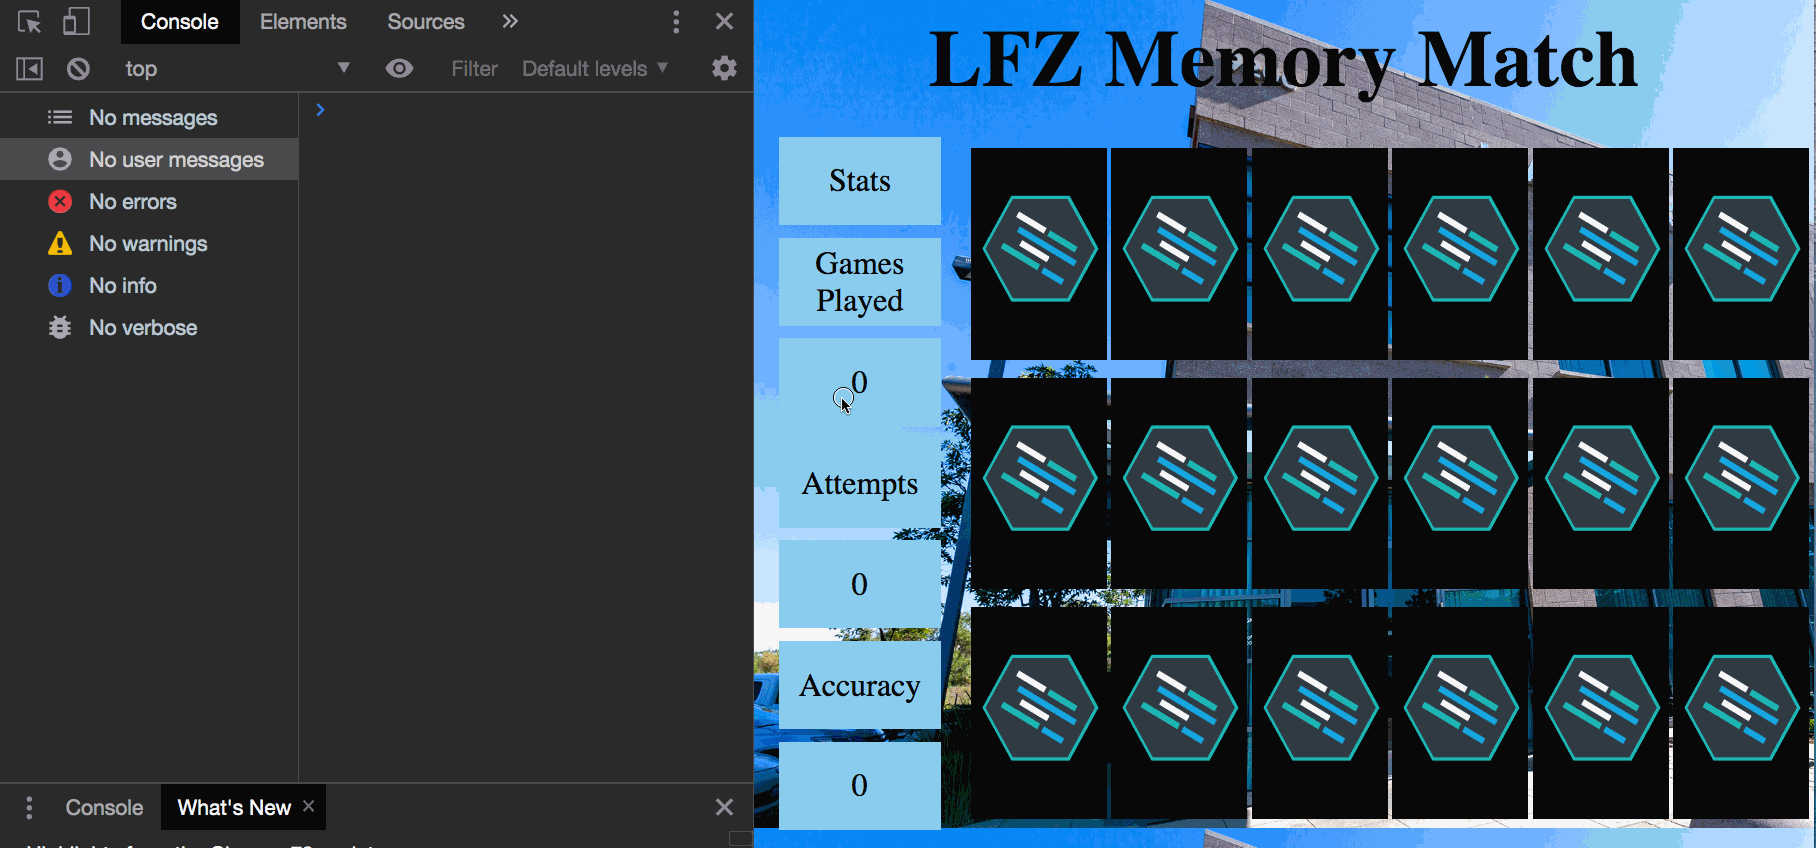 Console
Elements
Sources
top
Filter
Default levels
No messages
No user messages
No errors
No warnings
No info
No verbose
Console
What's New
LFZ Memory Match
Stats
Games
Played
0
Attempts
0
Accuracy
0